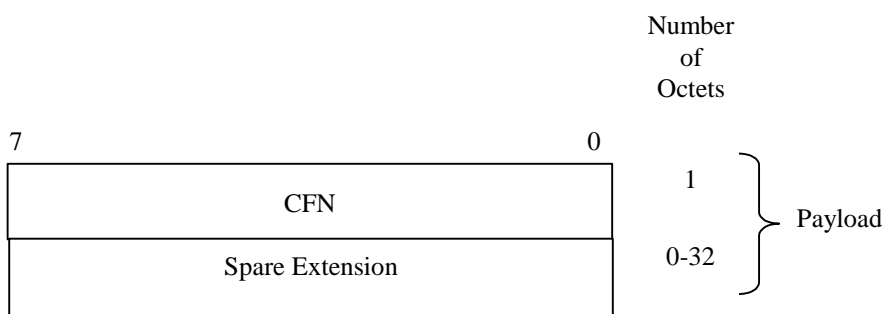 Number
of
Octets
7 0
CFN 1
Payload
Spare Extension 0-32